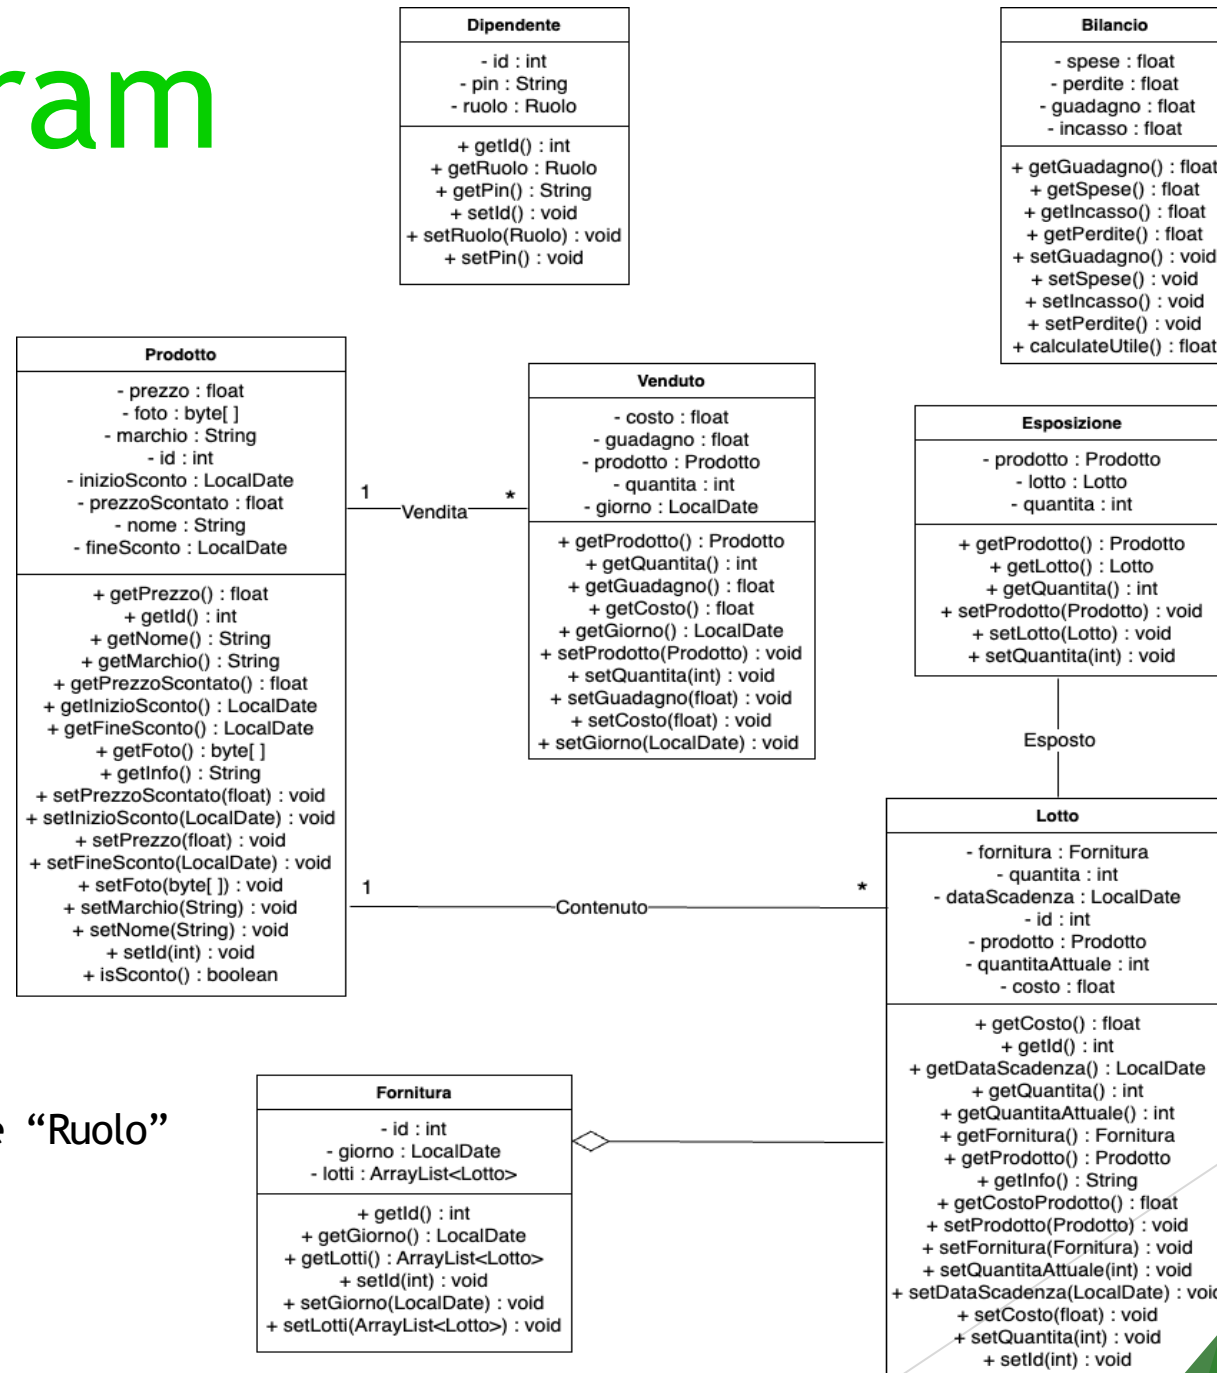 ram
Dipendente
- id : int
- pin : String
- ruolo : Ruolo
+ getId() : int
+ getRuolo : Ruolo
+ getPin() : String
+ setId() : void
+ setRuolo(Ruolo) : void
+ setPin() : void
Bilancio
- spese : float
- perdite : float
- guadagno : float
- incasso : float
+ getGuadagno() : float
+ getSpese() : float
+ getIncasso() : float
+ getPerdite() : float
+ setGuadagno() : void
+ setSpese() : void
+ setIncasso() : void
+ setPerdite() : void
+ calculateUtile() : float
Prodotto
- prezzo : float
- foto : byte[ ]
- marchio : String
- id : int
- inizioSconto : LocalDate
- prezzoScontato : float
- nome : String
- fineSconto : LocalDate
+ getPrezzo() : float
+ getId() : int
+ getNome() : String
+ getMarchio() : String
+ getPrezzoScontato() : float
+ getInizioSconto() : LocalDate
+ getFineSconto() : LocalDate
+ getFoto() : byte[ ]
+ getInfo() : String
+ setPrezzoScontato(float) : void
+ setInizioSconto(LocalDate) : void
+ setPrezzo(float) : void
+ setFineSconto(LocalDate) : void
+ setFoto(byte[ ]) : void
+ setMarchio(String) : void
+ setNome(String) : void
+ setId(int) : void
+ isSconto() : boolean
1
Vendita
*
Venduto
- costo : float
- guadagno : float
- prodotto : Prodotto
- quantita : int
- giorno : LocalDate
+ getProdotto() : Prodotto
+ getQuantita() : int
+ getGuadagno() : float
+ getCosto() : float
+ getGiorno() : LocalDate
+ setProdotto(Prodotto) : void
+ setQuantita(int) : void
+ setGuadagno(float) : void
+ setCosto(float) : void
+ setGiorno(LocalDate) : void
Esposizione
- prodotto : Prodotto
- lotto : Lotto
- quantita : int
+ getProdotto() : Prodotto
+ getLotto() : Lotto
+ getQuantita() : int
+ setProdotto(Prodotto) : void
+ setLotto(Lotto) : void
+ setQuantita(int) : void
Esposto
1
Contenuto
*
Lotto
- fornitura : Fornitura
- quantita : int
- dataScadenza : LocalDate
- id : int
- prodotto : Prodotto
- quantitaAttuale : int
- costo : float
+ getCosto() : float
+ getId() : int
+ getDataScadenza() : LocalDate
+ getQuantita() : int
+ getQuantitaAttuale() : int
+ getFornitura() : Fornitura
+ getProdotto() : Prodotto
+ getInfo() : String
+ getCostoProdotto() : float
+ setProdotto(Prodotto) : void
+ setFornitura(Fornitura) : void
+ setQuantitaAttuale(int) : void
+ setDataScadenza(LocalDate) : void
+ setCosto(float) : void
+ setQuantita(int) : void
+ setId(int) : void
e “Ruolo”
Fornitura
- id : int
- giorno : LocalDate
- lotti : ArrayList<Lotto>
+ getId() : int
+ getGiorno() : LocalDate
+ getLotti() : ArrayList<Lotto>
+ setId(int) : void
+ setGiorno(LocalDate) : void
+ setLotti(ArrayList<Lotto>) : void